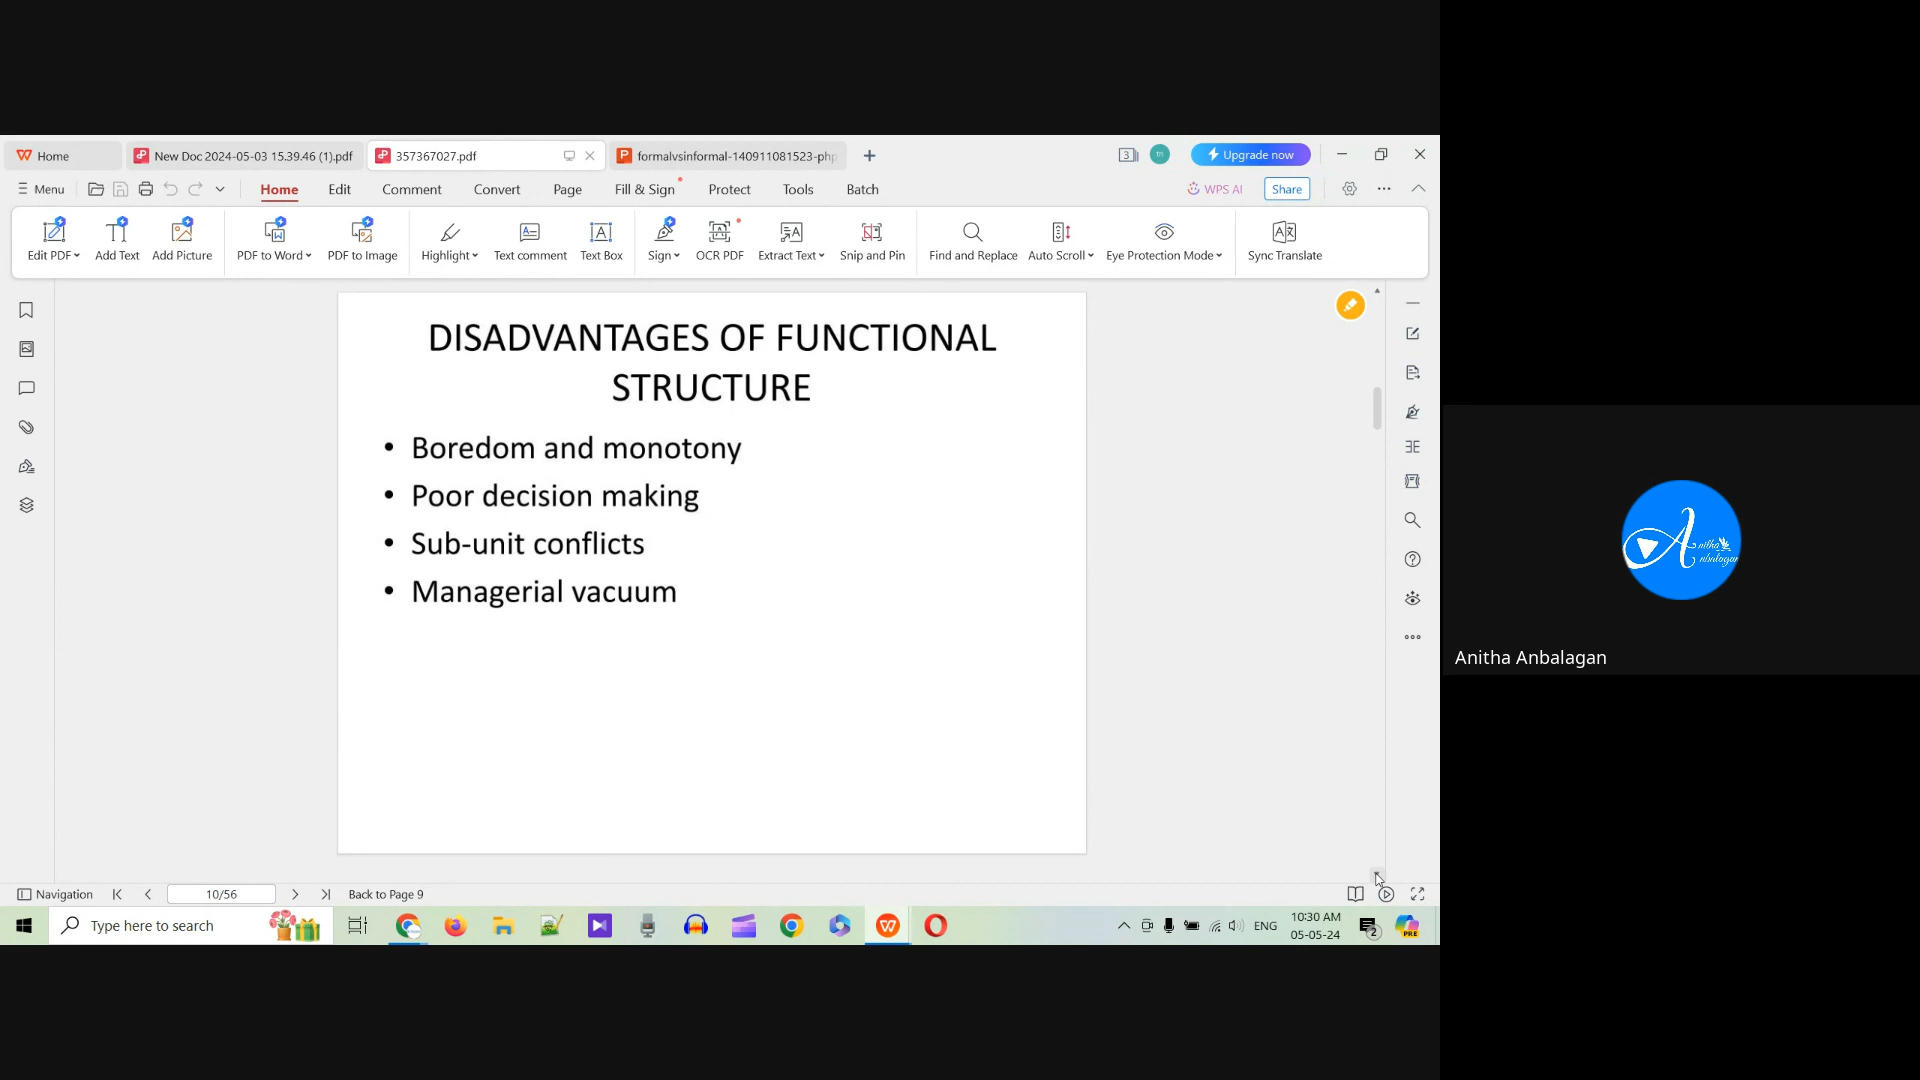 Home
New Doc 2024-05-03 15.39.46 (1).pdf
357367027.pdf
formalvsinformal-140911081523-php
3
Upgrade now
Menu
Home
Edit
Comment
Convert
Page
Fill & Sign
Protect
Tools
Batch
WPS AI
Share
Edit PDF
Add Text
Add Picture
PDF to Word
PDF to Image
Highlight
Text comment
Text Box
Sign
OCR PDF
Extract Text
Snip and Pin
Find and Replace
Auto Scroll
Eye Protection Mode
Sync Translate
DISADVANTAGES OF FUNCTIONAL
STRUCTURE
• Boredom and monotony
• Poor decision making
• Sub-unit conflicts
• Managerial vacuum
Anitha Anbalagan
Navigation
10/56
Back to Page 9
Type here to search
ENG
10:30 AM
05-05-24
2
PRE